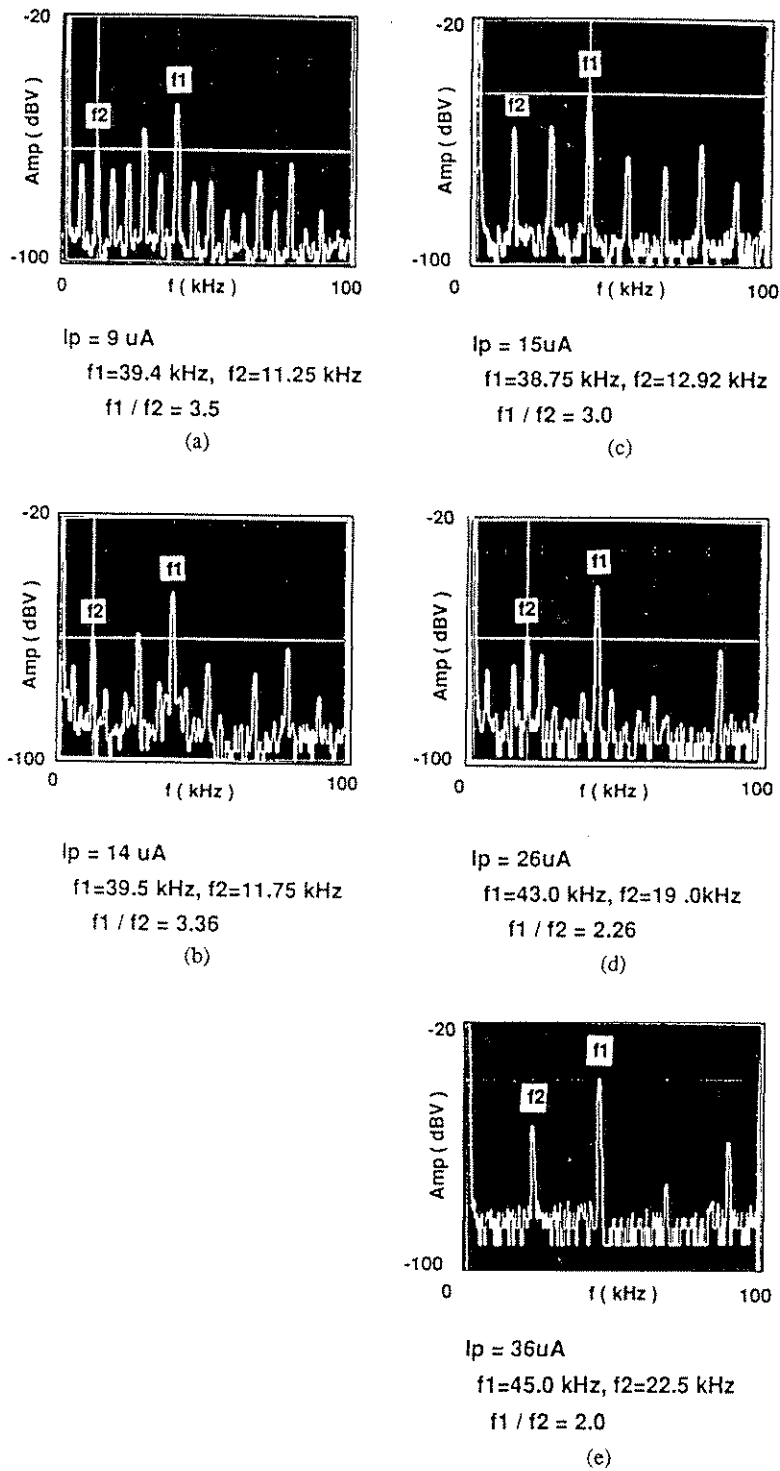 -20
Amp ( dBV )
f2
f1
-100
0
f ( kHz )
100
Ip = 9 uA
f1=39.4 kHz, f2=11.25 kHz
f1 / f2 = 3.5
(a)
-20
Amp ( dBV )
f2
f1
-100
0
f ( kHz )
100
Ip = 15uA
f1=38.75 kHz, f2=12.92 kHz
f1 / f2 = 3.0
(c)
-20
Amp ( dBV )
f2
f1
-100
0
f ( kHz )
100
Ip = 14 uA
f1=39.5 kHz, f2=11.75 kHz
f1 / f2 = 3.36
(b)
-20
Amp ( dBV )
f2
f1
-100
0
f ( kHz )
100
Ip = 26uA
f1=43.0 kHz, f2=19 .0kHz
f1 / f2 = 2.26
(d)
-20
Amp ( dBV )
f2
f1
-100
0
f ( kHz )
100
Ip = 36uA
f1=45.0 kHz, f2=22.5 kHz
f1 / f2 = 2.0
(e)